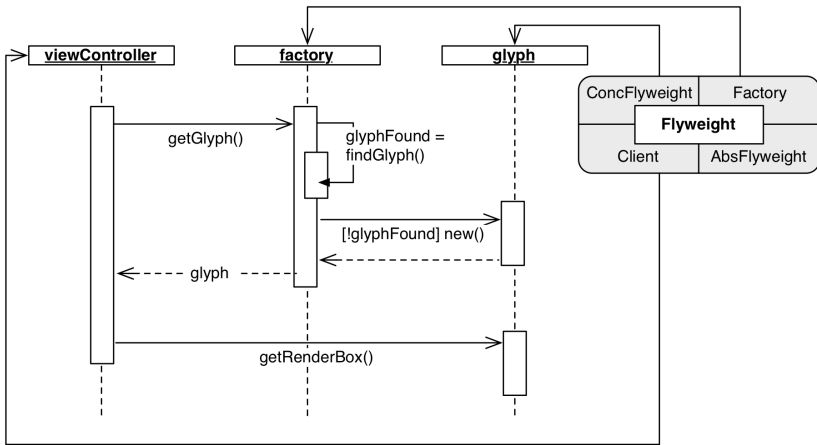 viewController
factory
glyph
ConcFlyweight
Factory
Flyweight
Client
AbsFlyweight
getGlyph()
glyphFound =
findGlyph()
[!glyphFound] new()
glyph
getRenderBox()